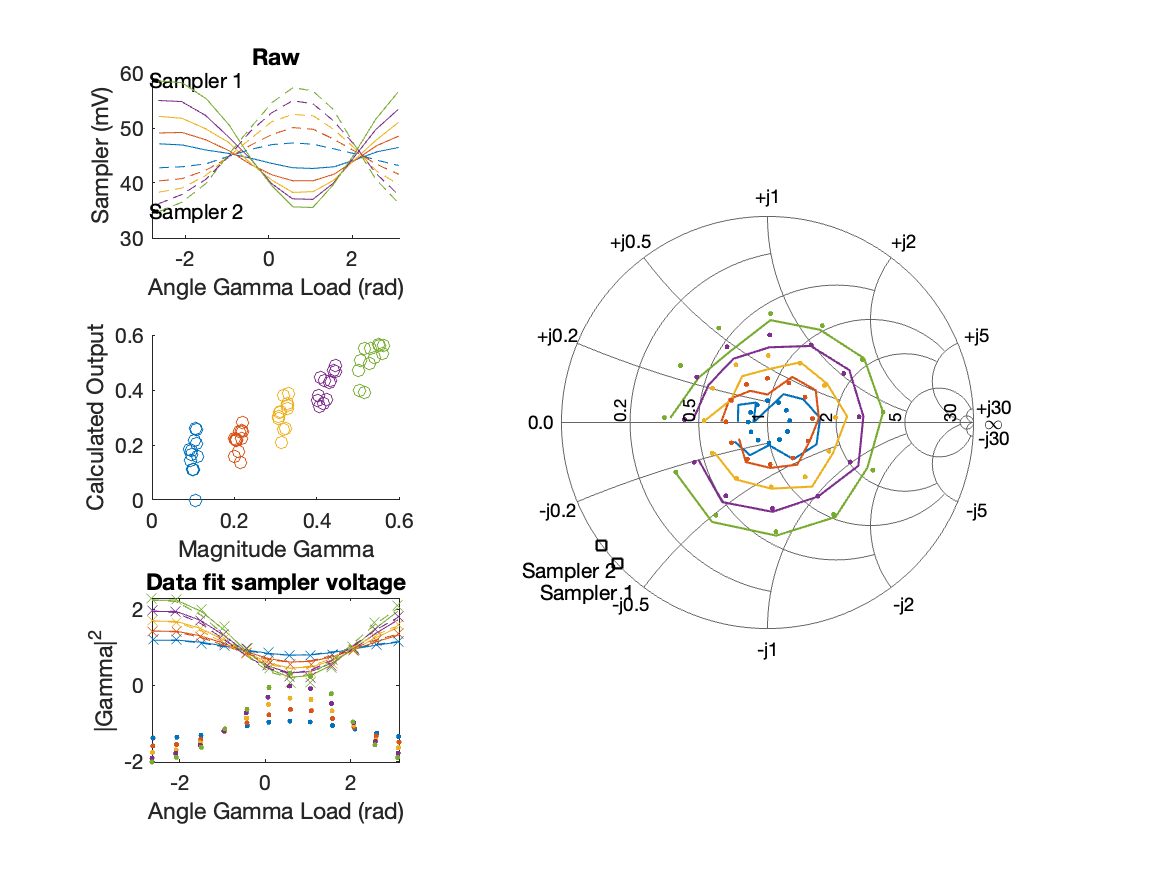 Raw
Sampler 1
Sampler 2
60
50
40
30
Sampler (mV)
-2 0 2
Angle Gamma Load (rad)
0.6
0.4
0.2
0
Calculated Output
0 0.2 0.4 0.6
Magnitude Gamma
Data fit sampler voltage
2
0
-2
|Gamma|2
-2 0 2
Angle Gamma Load (rad)
+j1
+j0.5 +j2
+j0.2 +j5
0.0 0.2 0.5 1 2 5 30 +j30
∞
-j30
-j0.2 -j5
Sampler 2
Sampler 1
-j0.5 -j2
-j1